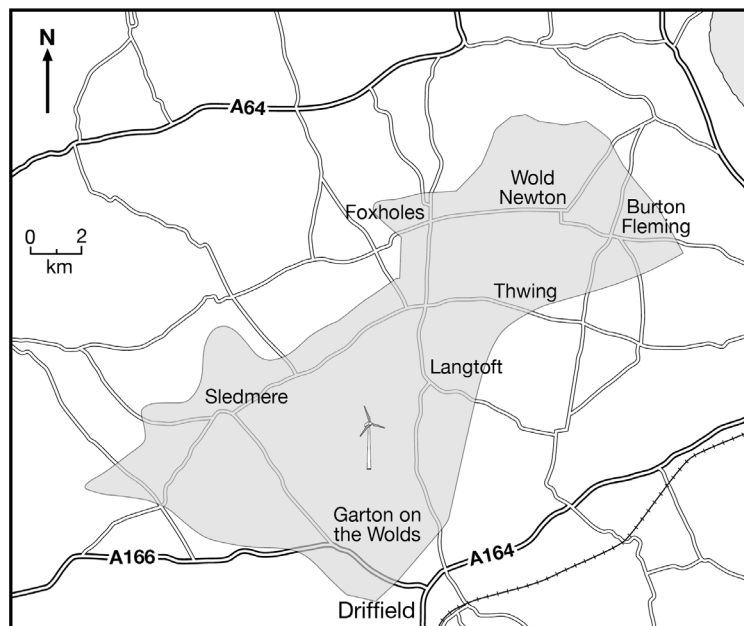 N
A64
Wold
Newton
Foxholes
Burton
Fleming
0 2
km
Thwing
Langtoft
Sledmere
Garton on
the Wolds
A166
A164
Driffield